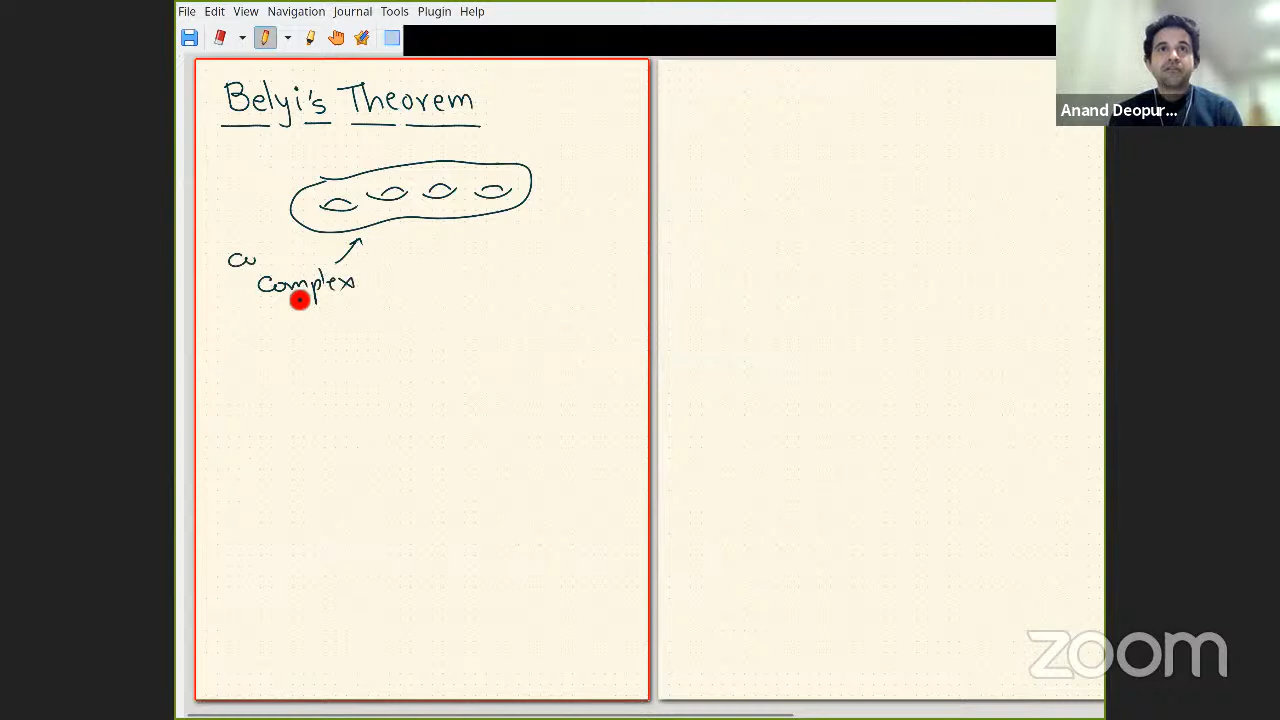 File Edit View Navigation Journal Tools Plugin Help
Anand Deopur...
Belyi's Theorem
complex
zoom